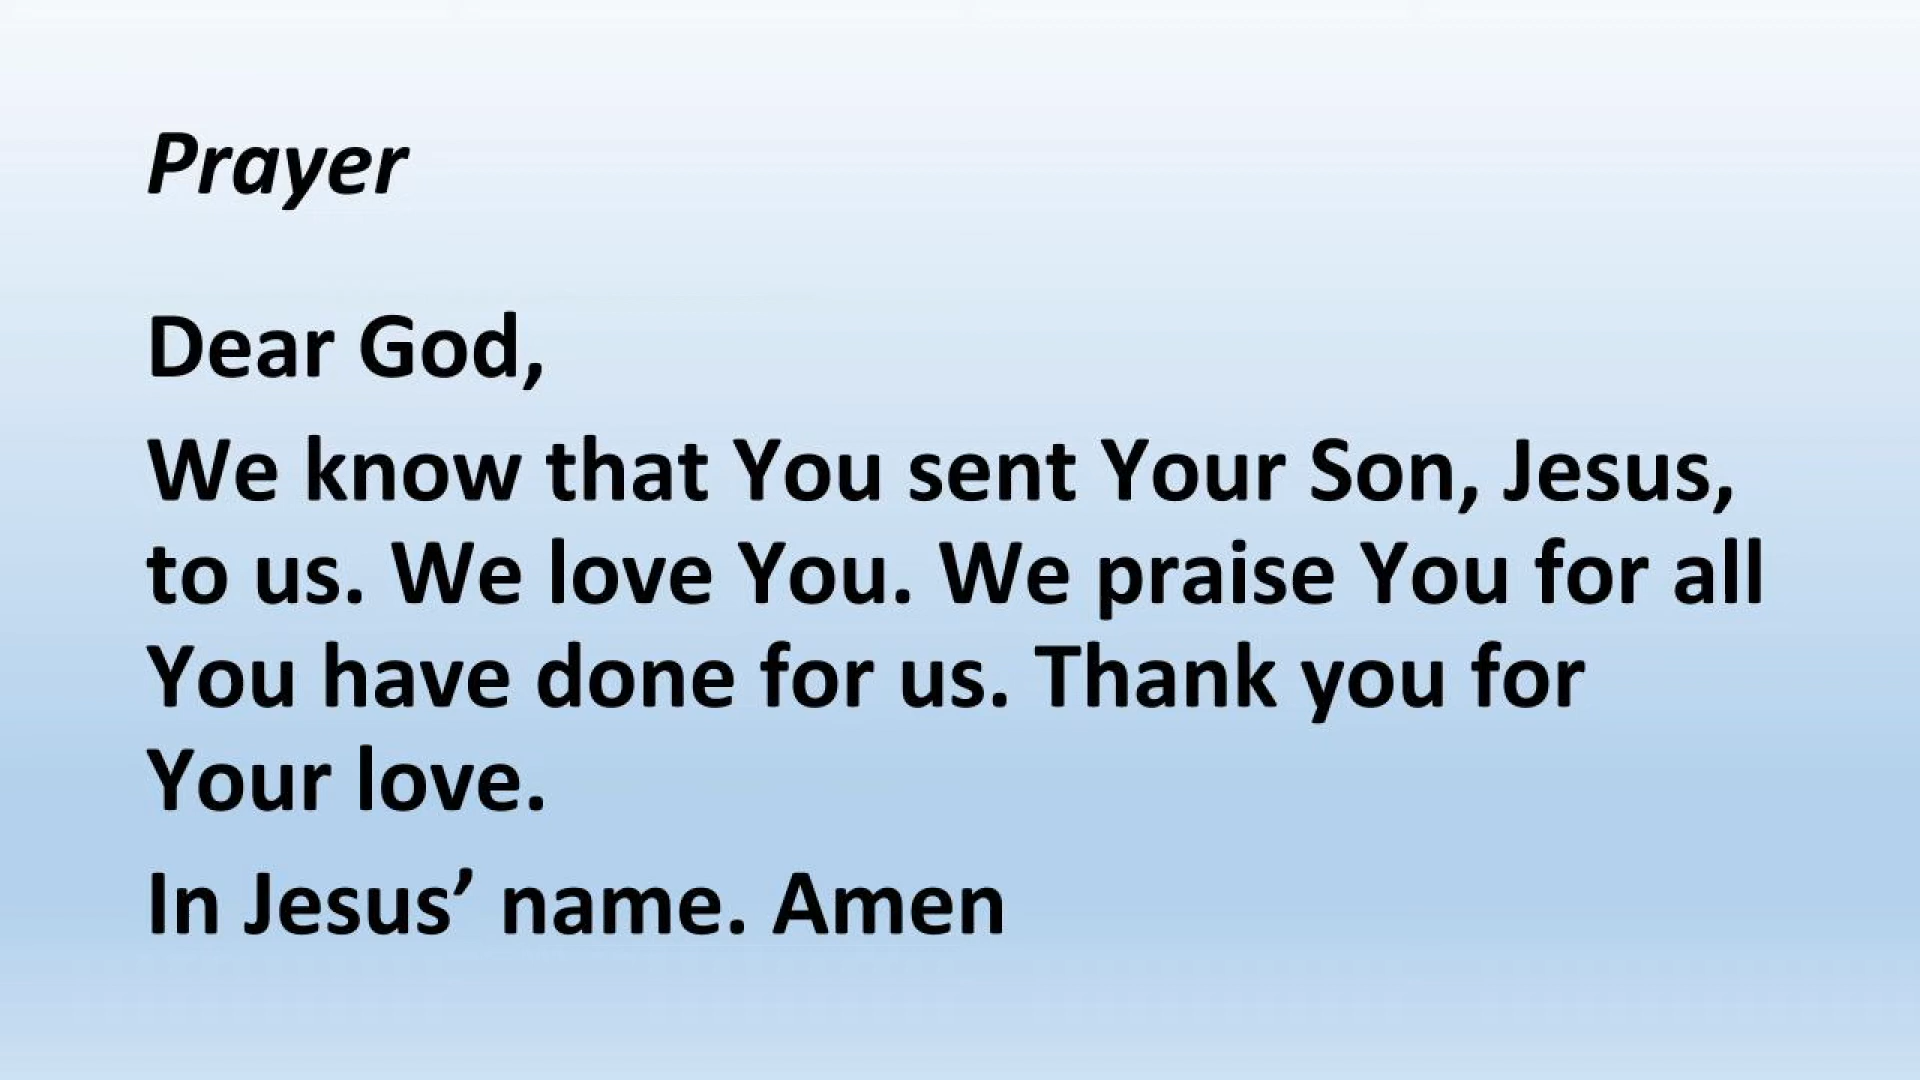 Prayer
Dear God,
We know that You sent Your Son, Jesus,
to us. We love You. We praise You for all
You have done for us. Thank you for
Your love.
In Jesus’ name. Amen